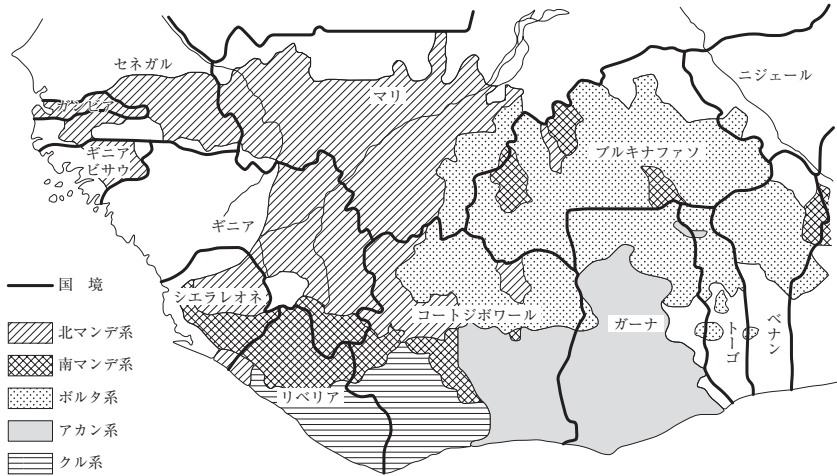 セネガル
ガンビア
ギニア
ビサウ
マリ
ニジェール
ブルキナファソ
ギニア
シエラレオネ
コートジボワール
ガーナ
トーゴ
ベナン
リベリア
国 境
北マンデ系
南マンデ系
ボルタ系
アカン系
クル系